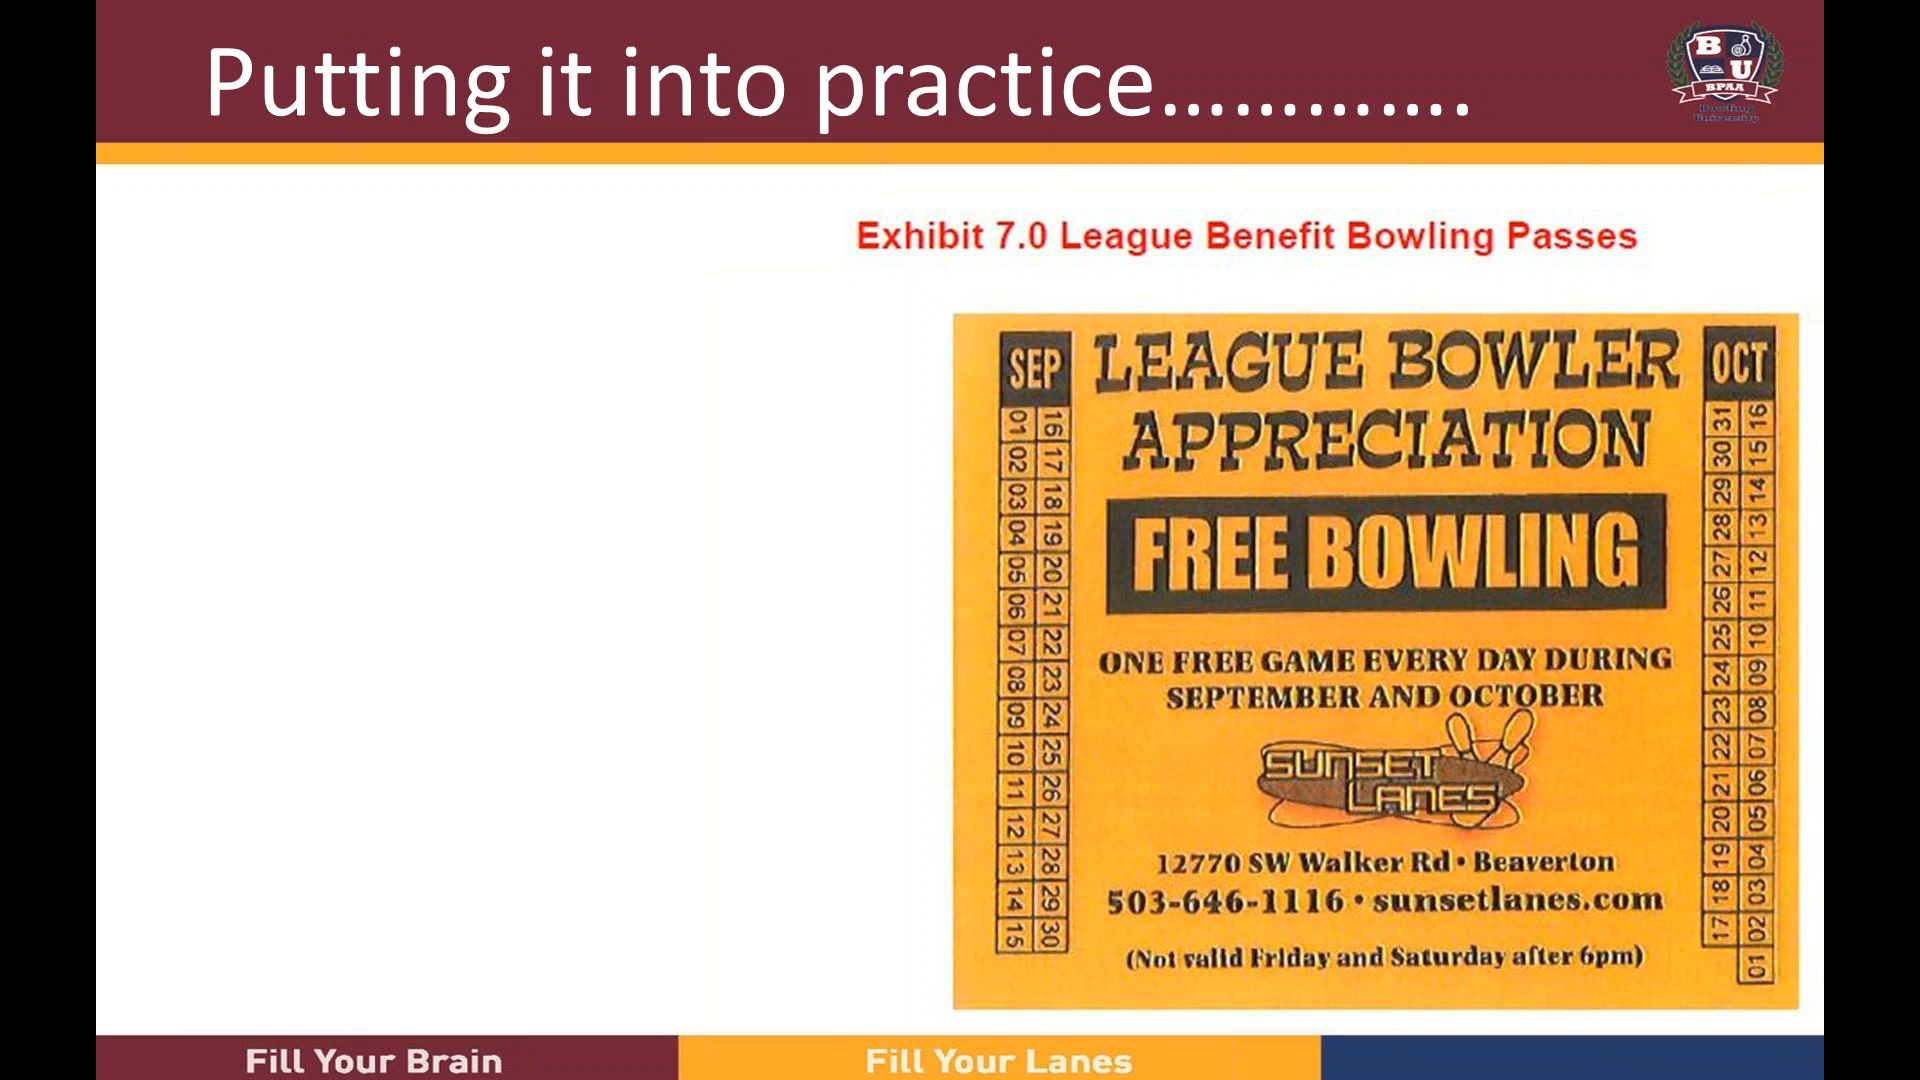 Putting it into practice………….
B U
BPAA
Bowling
University
Exhibit 7.0 League Benefit Bowling Passes
SEP
01 02 03 04 05 06 07 08 09 10 11 12 13 14 15
16 17 18 19 20 21 22 23 24 25 26 27 28 29 30
LEAGUE BOWLER
APPRECIATION
FREE BOWLING
ONE FREE GAME EVERY DAY DURING
SEPTEMBER AND OCTOBER
SUNSET
LANES
12770 SW Walker Rd • Beaverton
503-646-1116 • sunsetlanes.com
(Not valid Friday and Saturday after 6pm)
OCT
17 18 19 20 21 22 23 24 25 26 27 28 29 30 31
01 02 03 04 05 06 07 08 09 10 11 12 13 14 15 16
Fill Your Brain
Fill Your Lanes